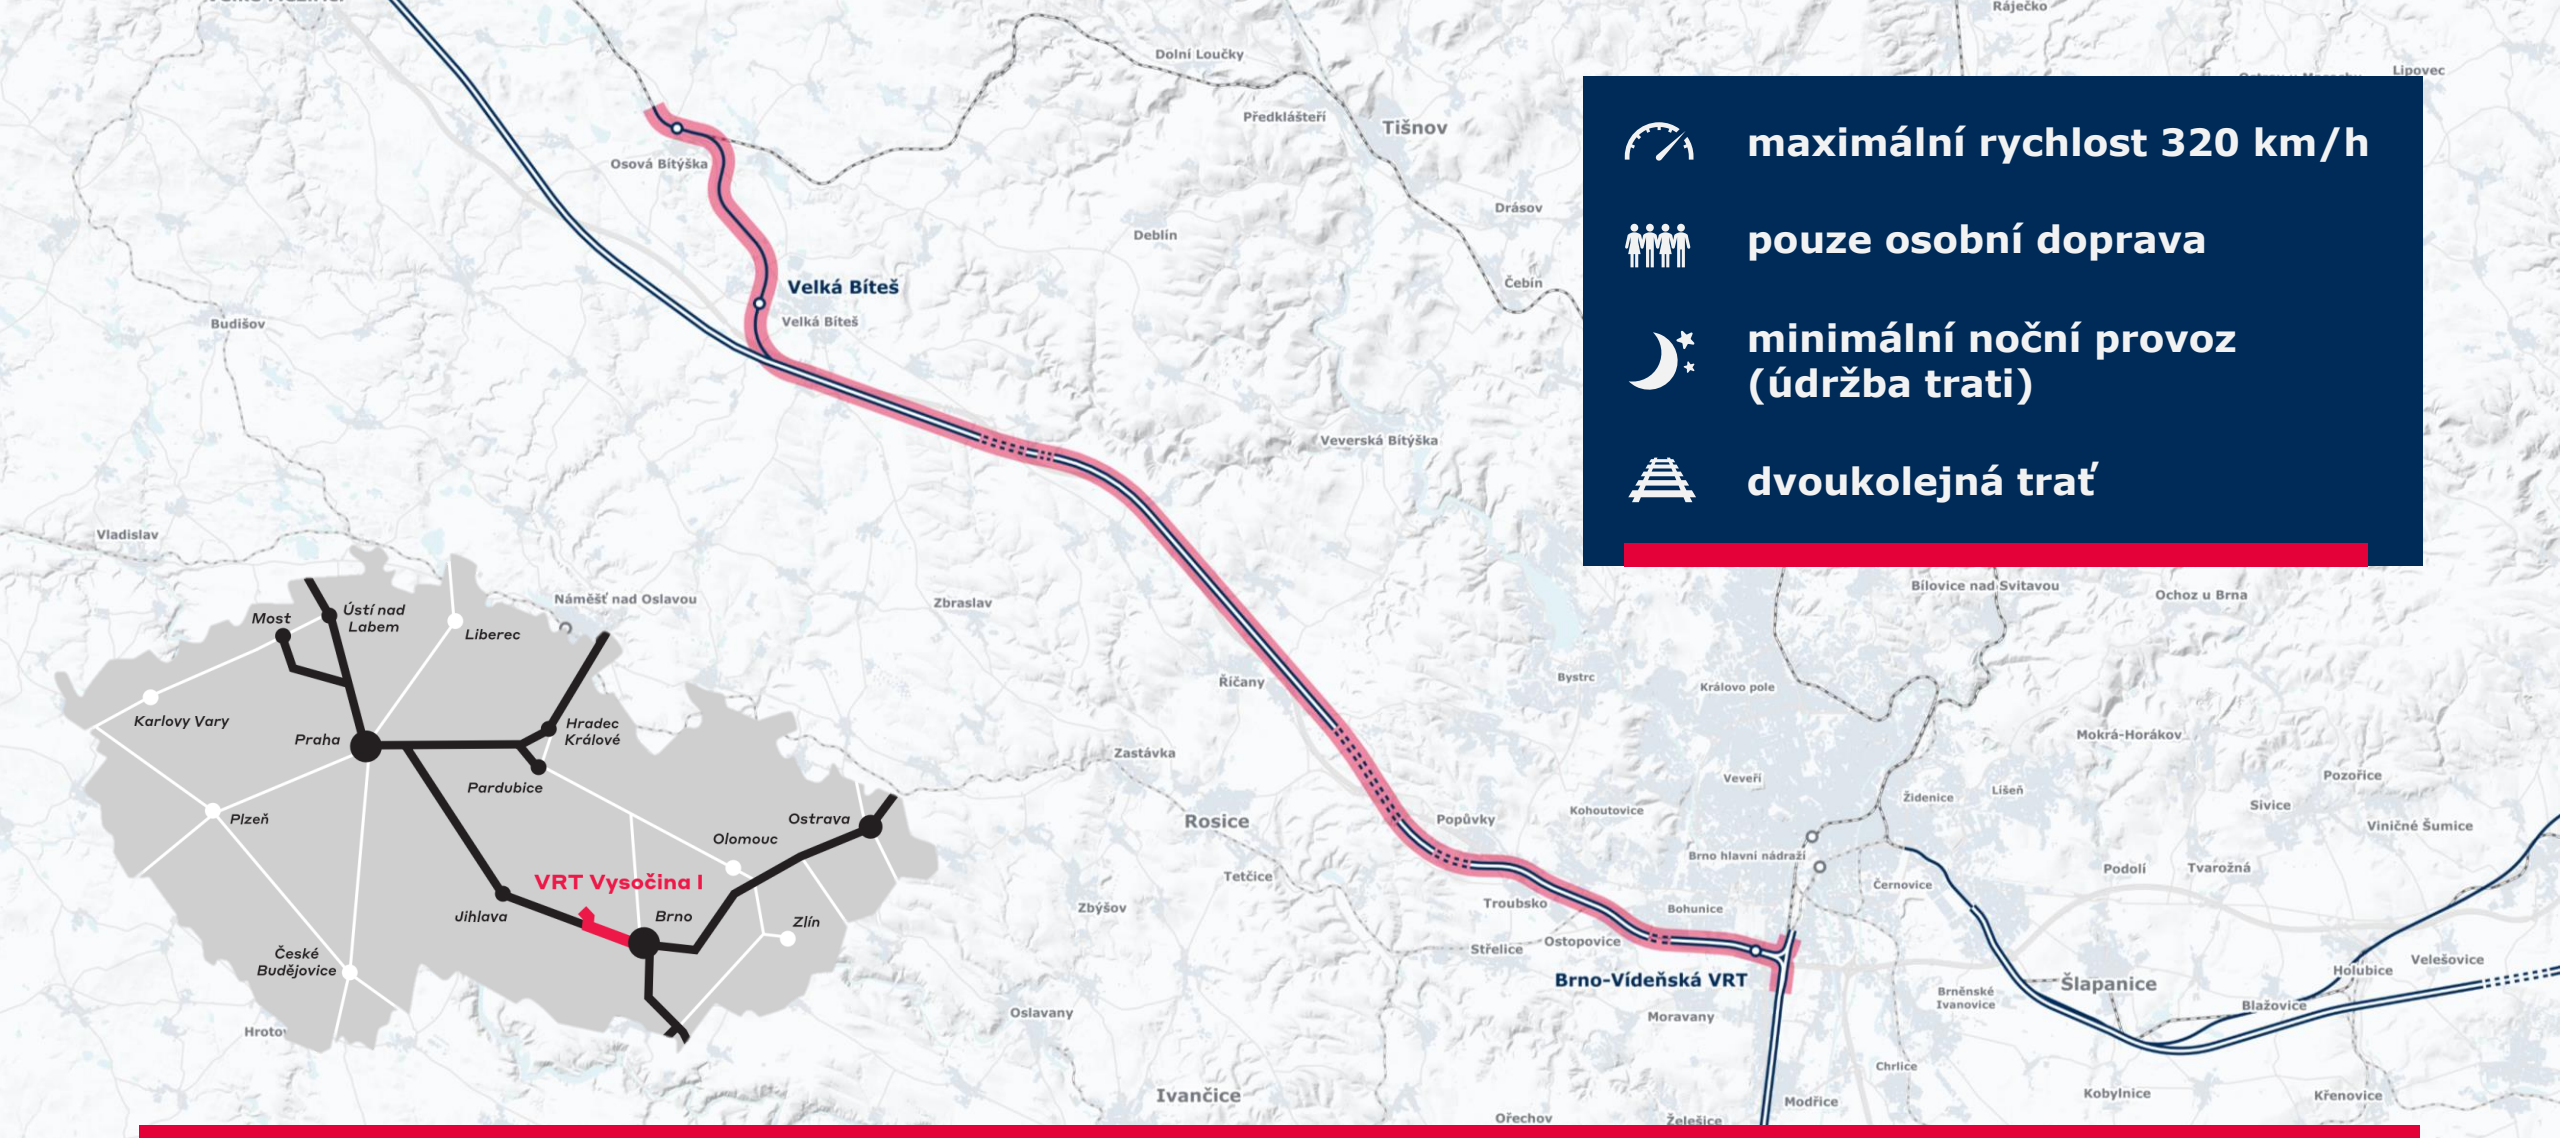 Ráječko
Dolní Loučky
Lipovec
Předklášteří
Tišnov
maximální rychlost 320 km/h
Osová Bítýška
Drásov
Deblín
pouze osobní doprava
Velká Bíteš
Čebín
Velká Bíteš
Budišov
minimální noční provoz
(údržba trati)
Veverská Bítýška
dvoukolejná trať
Vladislav
Bílovice nad Svitavou
Ochoz u Brna
Náměšť nad Oslavou
Zbraslav
Most
Ústí nad
Labem
Liberec
Říčany
Bystrc
Královo pole
Karlovy Vary
Praha
Hradec
Králové
Mokrá-Horákov
Zastávka
Veveří
Pozořice
Pardubice
Židenice
Líšeň
Sivice
Plzeň
Ostrava
Rosice
Popůvky
Kohoutovice
Viničné Šumice
Olomouc
Brno hlavní nádraží
Podolí
Tvarožná
VRT Vysočina I
Tetčice
Černovice
Jihlava
Brno
Zlín
Zbýšov
Troubsko
Bohunice
Střelice
Ostopovice
České
Budějovice
Brno-Vídeňská VRT
Holubice
Velešovice
Šlapanice
Brněnské
Ivanovice
Blažovice
Oslavany
Moravany
Chrlice
Ivančice
Kobylnice
Křenovice
Modřice
Ořechov
Želešice